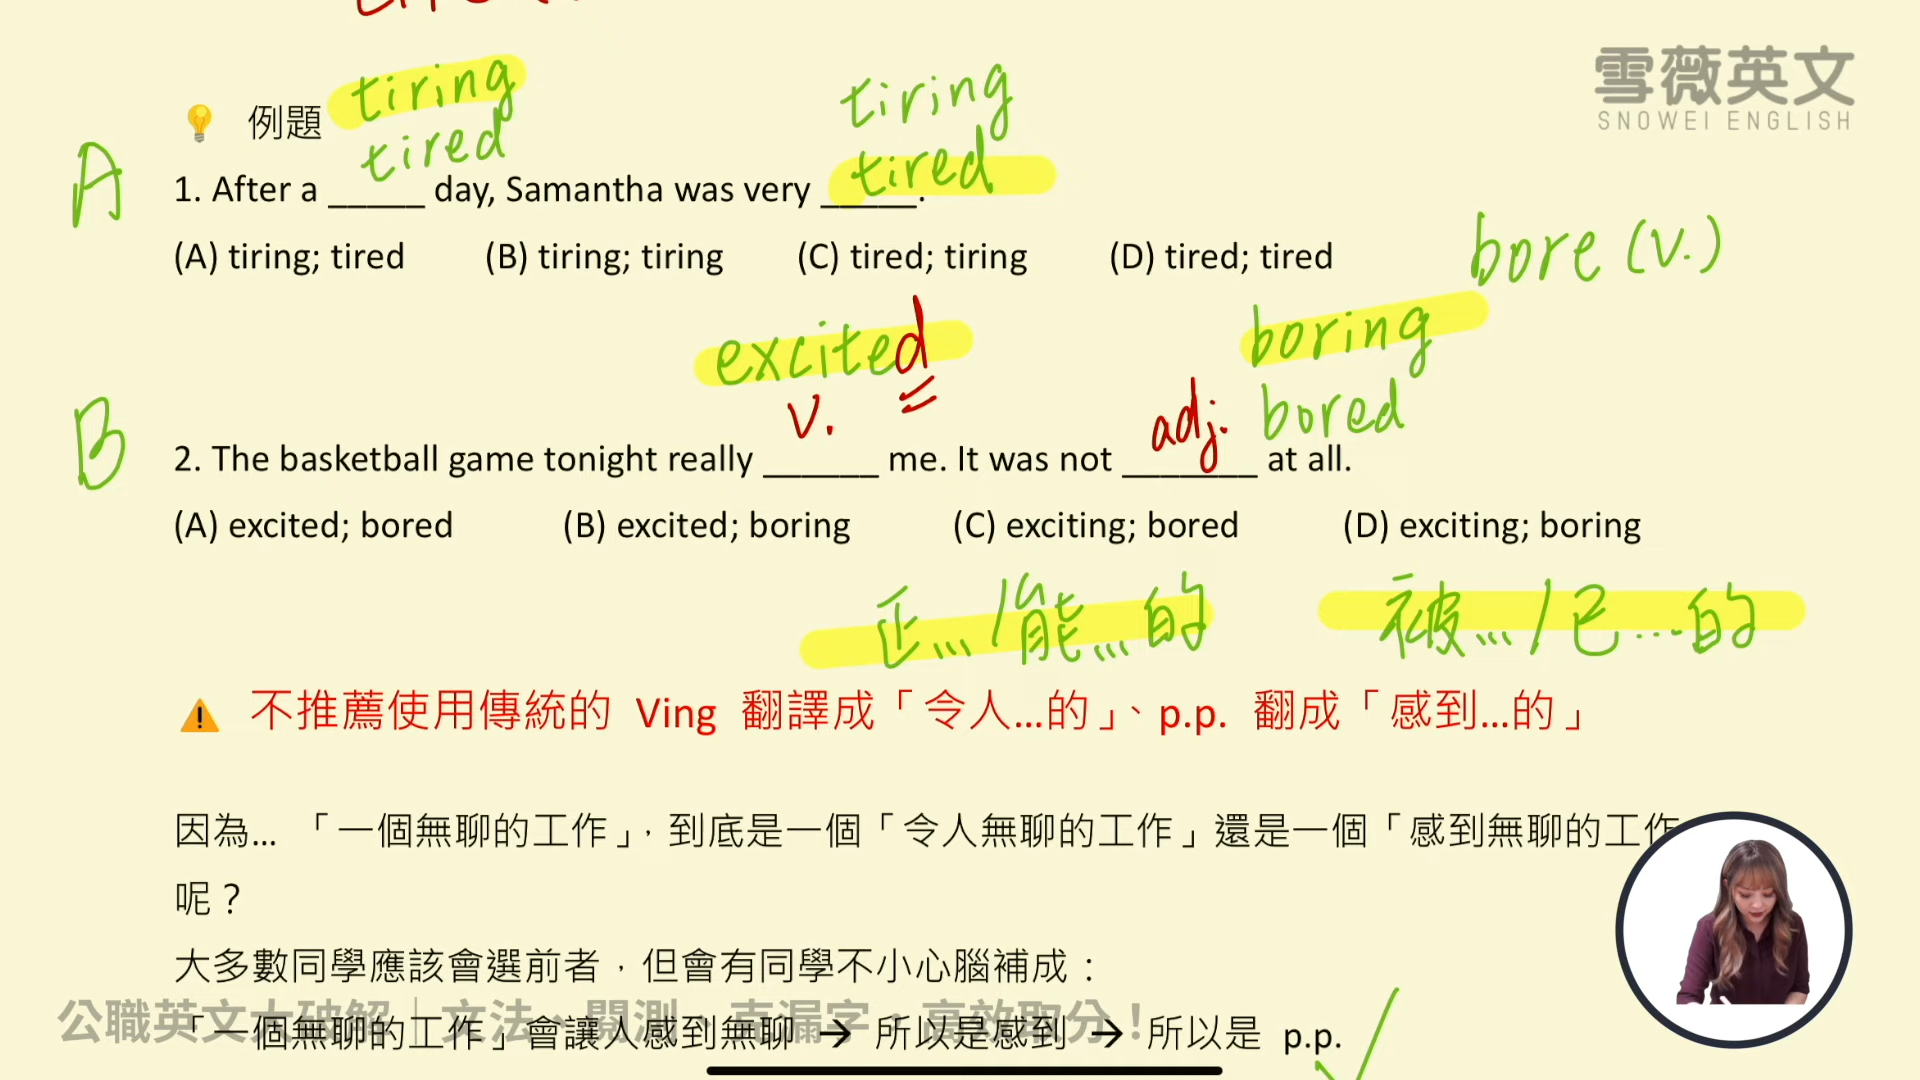 雪薇英文
SNOWEI ENGLISH
tiring
tiring
例題
tired
tired
A
1. After a _____ day, Samantha was very _____.
(A) tiring; tired (B) tiring; tiring (C) tired; tiring (D) tired; tired
bore (v.)
excited
boring
v.
adj.
bored
B
2. The basketball game tonight really ______ me. It was not _______ at all.
(A) excited; bored (B) excited; boring (C) exciting; bored (D) exciting; boring
正…/能…的
被…/已…的
不推薦使用傳統的 Ving 翻譯成「令人…的」、p.p. 翻成「感到…的」
因為… 「一個無聊的工作」，到底是一個「令人無聊的工作」還是一個「感到無聊的工作
呢？
大多數同學應該會選前者，但會有同學不小心腦補成：
公職英文大破解｜文法、閱測、克漏字，高效取分！
「一個無聊的工作」會讓人感到無聊 → 所以是感到 → 所以是 p.p.